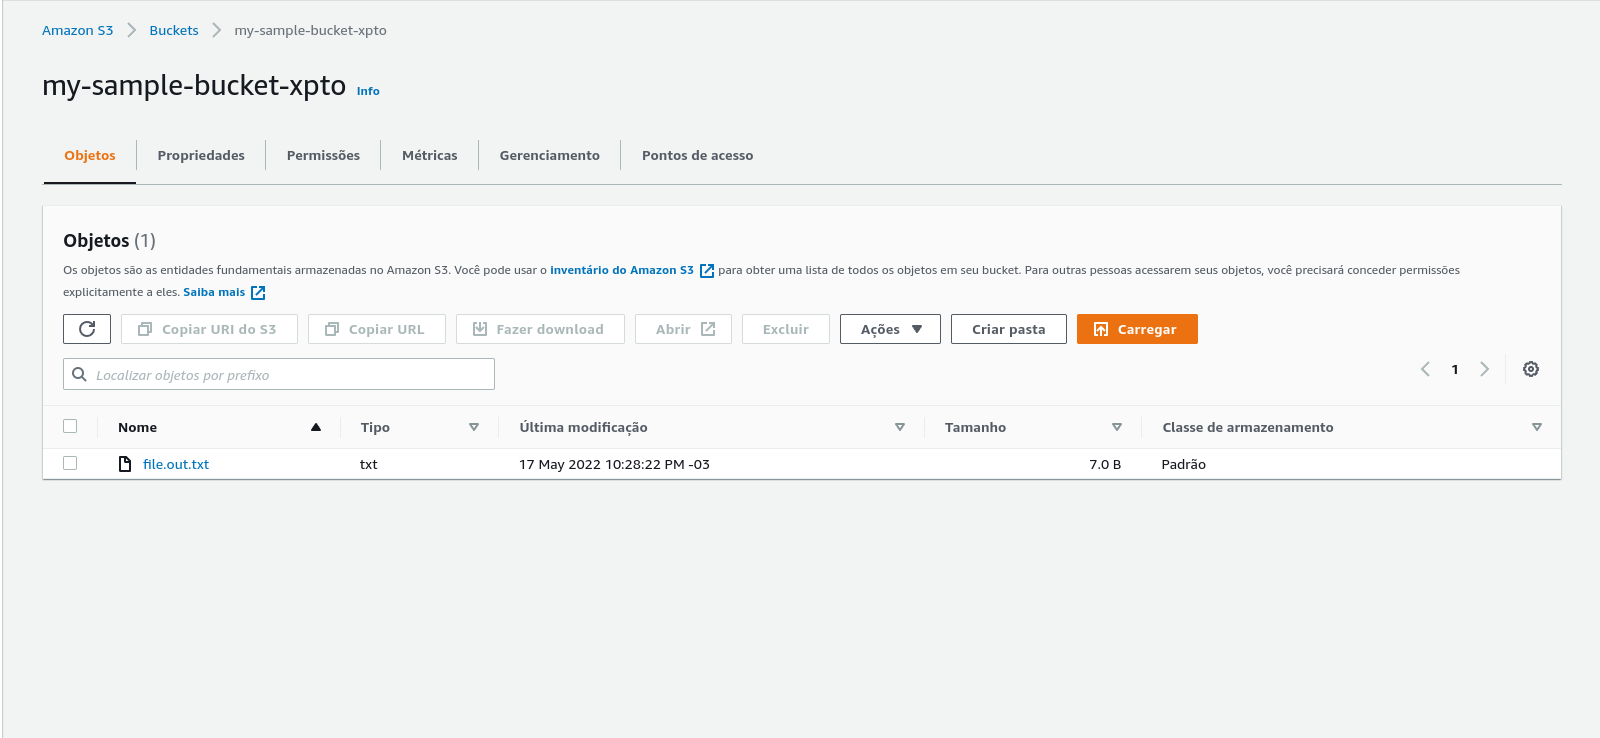 Amazon S3 Buckets my-sample-bucket-xpto
my-sample-bucket-xpto Info
Objetos Propriedades Permissões Métricas Gerenciamento Pontos de acesso
Objetos (1)
Os objetos são as entidades fundamentais armazenadas no Amazon S3. Você pode usar o inventário do Amazon S3 para obter uma lista de todos os objetos em seu bucket. Para outras pessoas acessarem seus objetos, você precisará conceder permissões
explicitamente a eles. Saiba mais
Copiar URI do S3 Copiar URL Fazer download Abrir Excluir Ações Criar pasta Carregar
Localizar objetos por prefixo 1
Nome Tipo Última modificação Tamanho Classe de armazenamento
file.out.txt txt 17 May 2022 10:28:22 PM -03 7.0 B Padrão